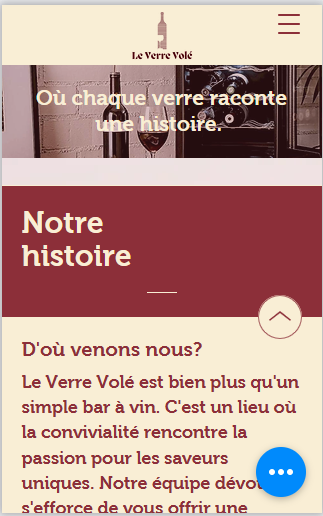 Le Verre Volé
Où chaque verre raconte
une histoire.
Notre
histoire
D'où venons nous?
Le Verre Volé est bien plus qu'un
simple bar à vin. C'est un lieu où
la convivialité rencontre la
passion pour les saveurs
uniques. Notre équipe
s'efforce de vous offrir une